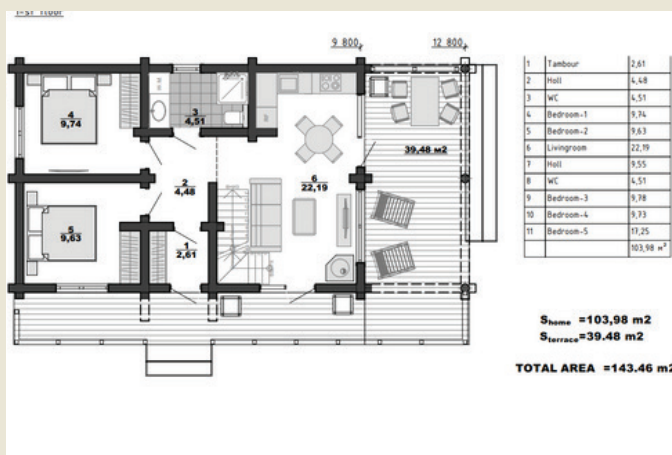 1-st floor
9 800
12 800
4
9,74
3
4,51
39,48 м2
2
4,48
6
22,19
5
9,63
1
2,61
1 Tambour 2,61
2 Holl 4,48
3 WC 4,51
4 Bedroom-1 9,74
5 Bedroom-2 9,63
6 Livingroom 22,19
7 Holl 9,55
8 WC 4,51
9 Bedroom-3 9,78
10 Bedroom-4 9,73
11 Bedroom-5 17,25
103,98 м²
Shome =103,98 m2
Sterrace=39.48 m2
TOTAL AREA =143.46 m2